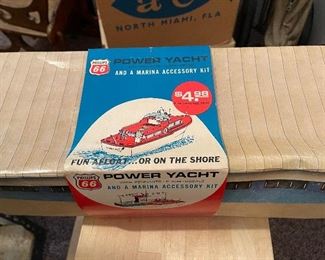 NORTH MIAMI, FLA
PHILLIPS
66
POWER YACHT
AND A MARINA ACCESSORY KIT
$4.98
FUN AFLOAT...OR ON THE SHORE
PHILLIPS
66
POWER YACHT
AND A MARINA ACCESSORY KIT